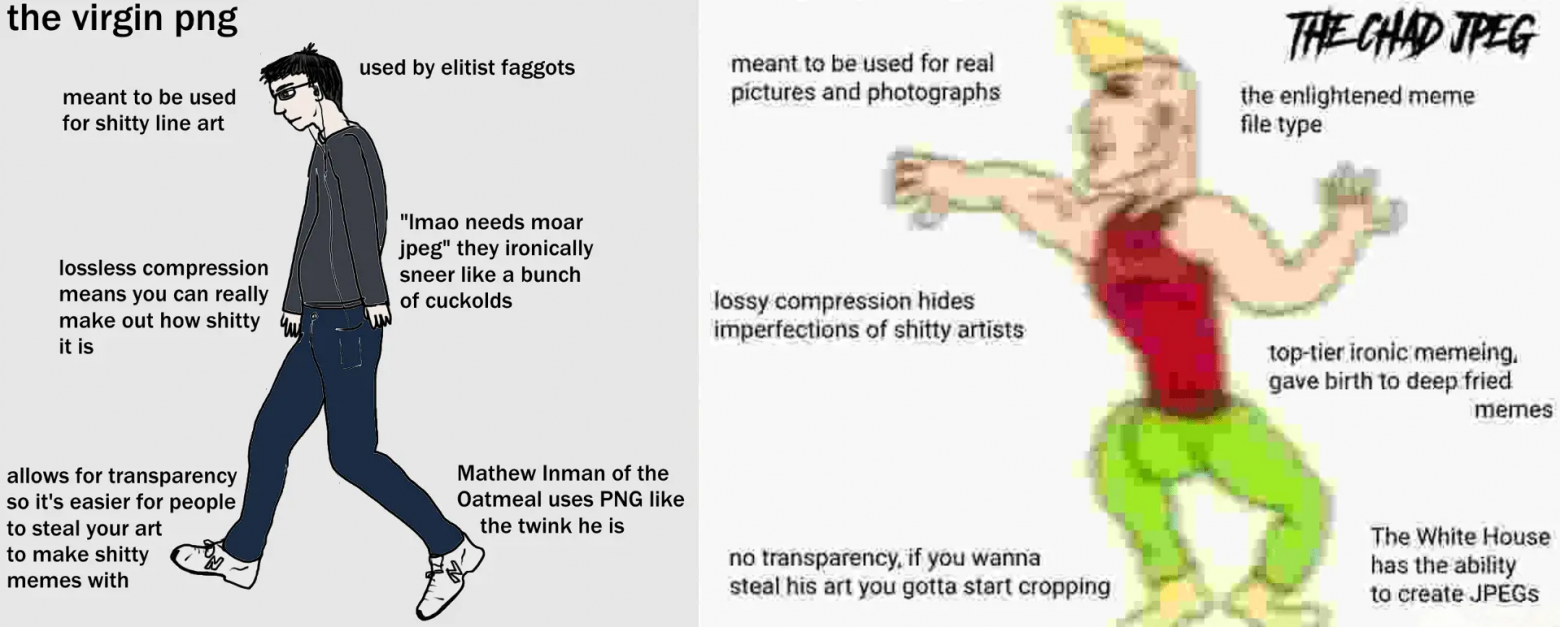 the virgin png
used by elitist faggots
meant to be used
for shitty line art
"lmao needs moar
jpeg" they ironically
sneer like a bunch
of cuckolds
lossless compression
means you can really
make out how shitty
it is
allows for transparency
so it's easier for people
to steal your art
to make shitty
memes with
Mathew Inman of the
Oatmeal uses PNG like
the twink he is
THE CHAD JPEG
meant to be used for real
pictures and photographs
the enlightened meme
file type
lossy compression hides
imperfections of shitty artists
top-tier ironic memeing,
gave birth to deep fried
memes
no transparency, if you wanna
steal his art you gotta start cropping
The White House
has the ability
to create JPEGs